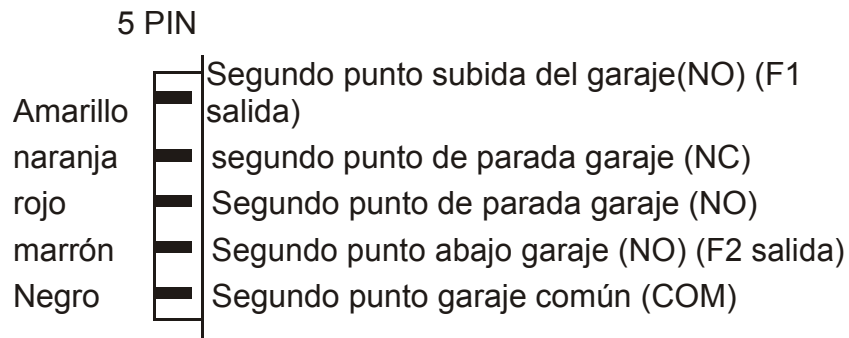 5 PIN
Segundo punto subida del garaje(NO) (F1
Amarillo salida)
naranja segundo punto de parada garaje (NC)
rojo Segundo punto de parada garaje (NO)
marrón Segundo punto abajo garaje (NO) (F2 salida)
Negro Segundo punto garaje común (COM)